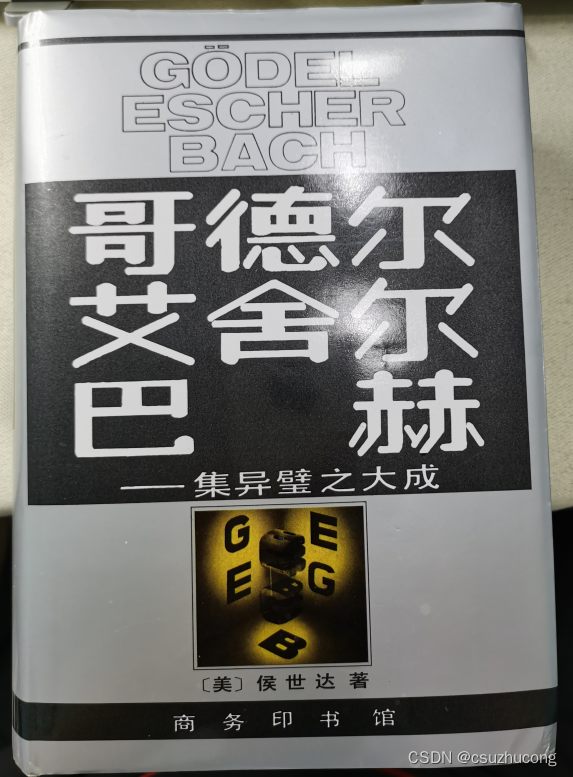 GÖDEL
ESCHER
BACH
哥德尔
艾舍尔
巴 赫
——集异璧之大成
G E
E G
B
〔美〕侯世达 著
商务印书馆
CSDN @csuzhucong